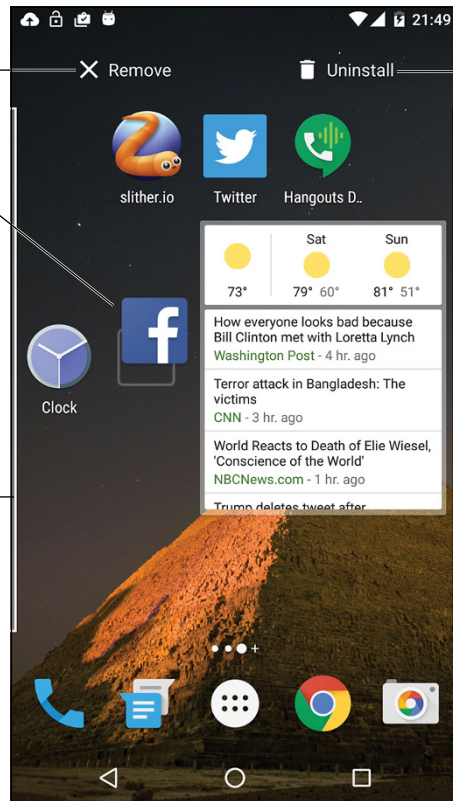 21:49
Remove
Uninstall
slither.io
Twitter
Hangouts D..
Sat
Sun
73°
79° 60°
81° 51°
How everyone looks bad because
Bill Clinton met with Loretta Lynch
Washington Post - 4 hr. ago
Terror attack in Bangladesh: The
victims
CNN - 3 hr. ago
World Reacts to Death of Elie Wiesel,
'Conscience of the World'
NBCNews.com - 1 hr. ago
Trump deletes tweet after
Clock